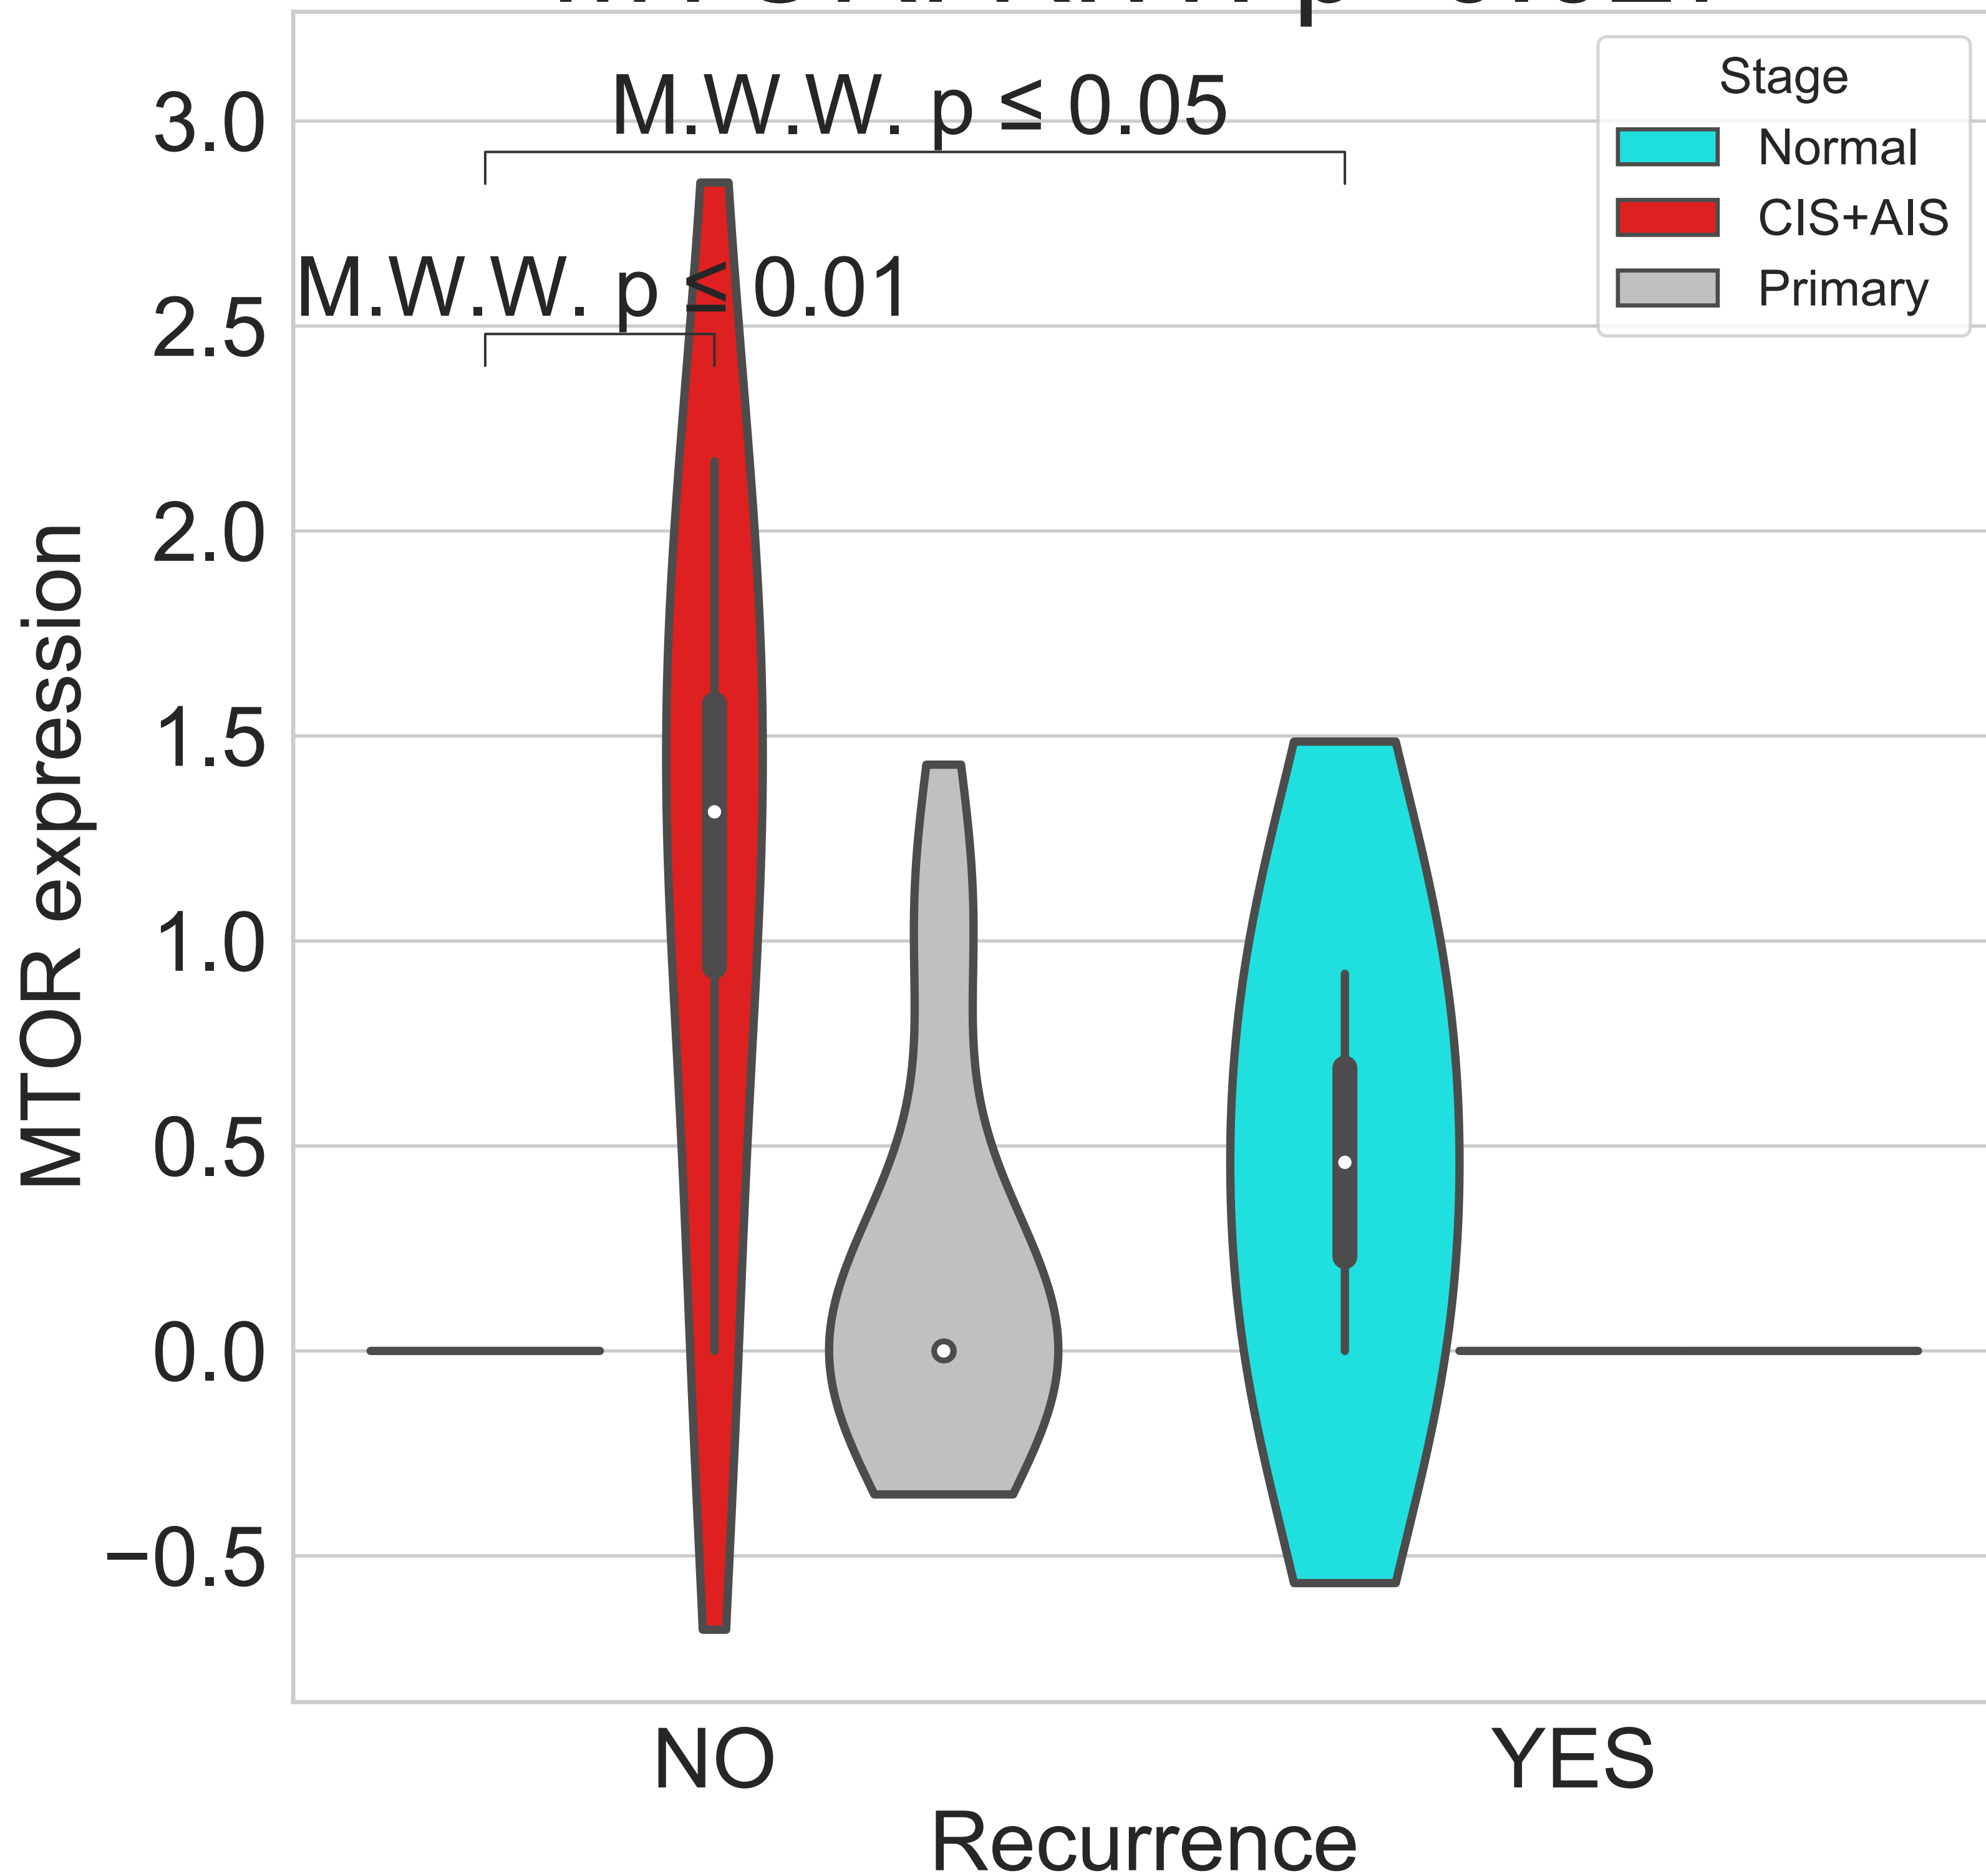 M.W.W. p ≤ 0.05
M.W.W. p ≤ 0.01
Stage
Normal
CIS+AIS
Primary
3.0
2.5
2.0
1.5
1.0
0.5
0.0
−0.5
MTOR expression
NO
YES
Recurrence